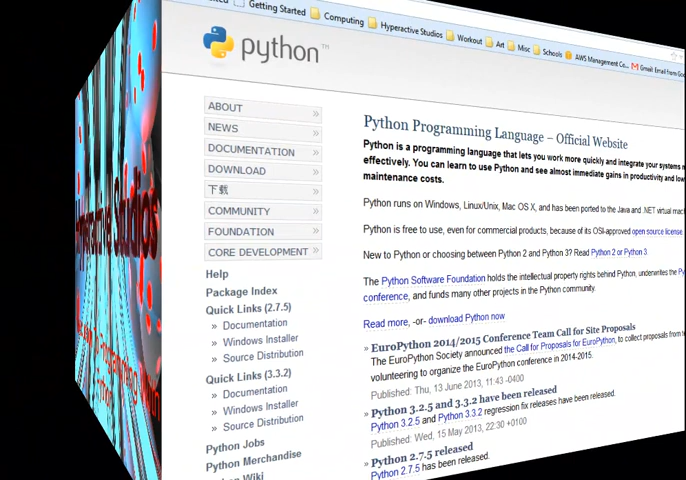 Getting Started Computing Hyperactive Studios Workout Art Misc Schools AWS Management Co... Gmail: Email from Goo
python™
ABOUT
NEWS
DOCUMENTATION
DOWNLOAD
下载
COMMUNITY
FOUNDATION
CORE DEVELOPMENT
Help
Package Index
Quick Links (2.7.5)
» Documentation
» Windows Installer
» Source Distribution
Quick Links (3.3.2)
» Documentation
» Windows Installer
» Source Distribution
Python Jobs
Python Merchandise
Python Wiki
Python Programming Language – Official Website
Python is a programming language that lets you work more quickly and integrate your systems
effectively. You can learn to use Python and see almost immediate gains in productivity and
maintenance costs.
Python runs on Windows, Linux/Unix, Mac OS X, and has been ported to the Java and .NET virtual
Python is free to use, even for commercial products, because of its OSI-approved open source license.
New to Python or choosing between Python 2 and Python 3? Read Python 2 or Python 3
The Python Software Foundation holds the intellectual property rights behind Python, underwrites the
conference, and funds many other projects in the Python community.
Read more, -or- download Python now
» EuroPython 2014/2015 Conference Team Call for Site Proposals
The EuroPython Society announced the Call for Proposals for EuroPython, to collect proposals from
volunteering to organize the EuroPython conference in 2014-2015.
Published: Thu, 13 June 2013, 11:43 -0400
» Python 3.2.5 and 3.3.2 have been released
Python 3.2.5 and Python 3.3.2 regression fix releases have been released.
Published: Wed, 15 May 2013, 22:30 +0100
» Python 2.7.5 released
Python 2.7.5 has been released.